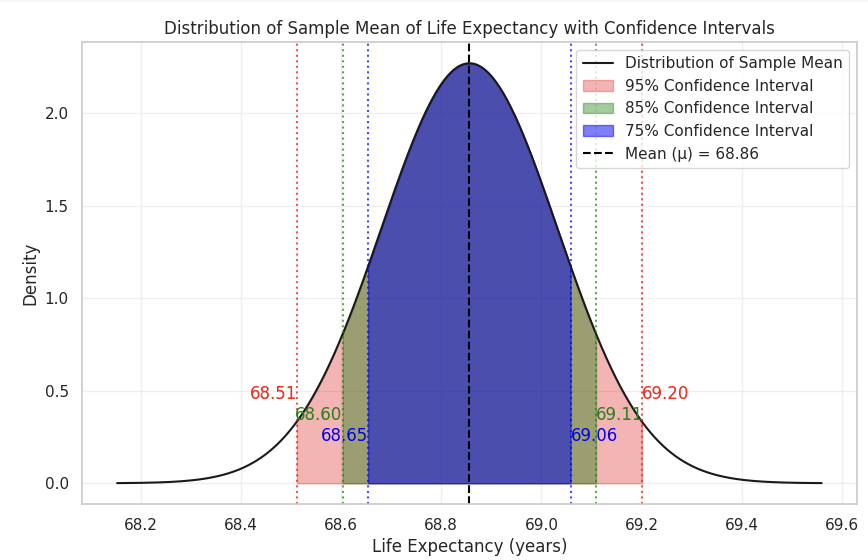 Distribution of Sample Mean of Life Expectancy with Confidence Intervals
Distribution of Sample Mean
95% Confidence Interval
85% Confidence Interval
75% Confidence Interval
Mean (μ) = 68.86
2.0
1.5
1.0
0.5
0.0
Density
68.51
69.20
68.60
69.11
68.65
69.06
68.2
68.4
68.6
68.8
69.0
69.2
69.4
69.6
Life Expectancy (years)